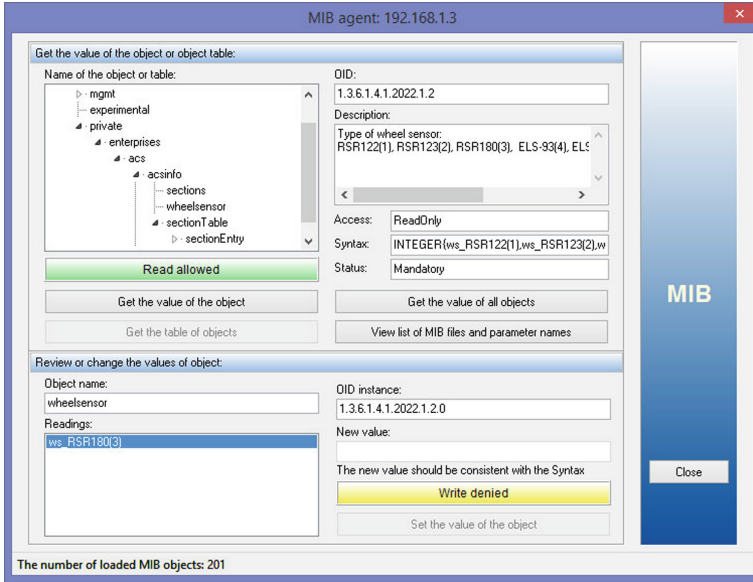 MIB agent: 192.168.1.3
Get the value of the object or object table:
Name of the object or table:
mgmt
experimental
private
enterprises
acs
acsinfo
sections
wheelsensor
sectionTable
sectionEntry
Read allowed
Get the value of the object
Get the table of objects
OID:
1.3.6.1.4.1.2022.1.2
Description:
Type of wheel sensor:
RSR122(1), RSR123(2), RSR180(3), ELS-93(4), ELS
Access: ReadOnly
Syntax: INTEGER{ws_RSR122(1),ws_RSR123(2),w
Status: Mandatory
Get the value of all objects
View list of MIB files and parameter names
Review or change the values of object:
Object name:
wheelsensor
Readings:
ws_RSR180(3)
OID instance:
1.3.6.1.4.1.2022.1.2.0
New value:
The new value should be consistent with the Syntax
Write denied
Set the value of the object
MIB
Close
The number of loaded MIB objects: 201